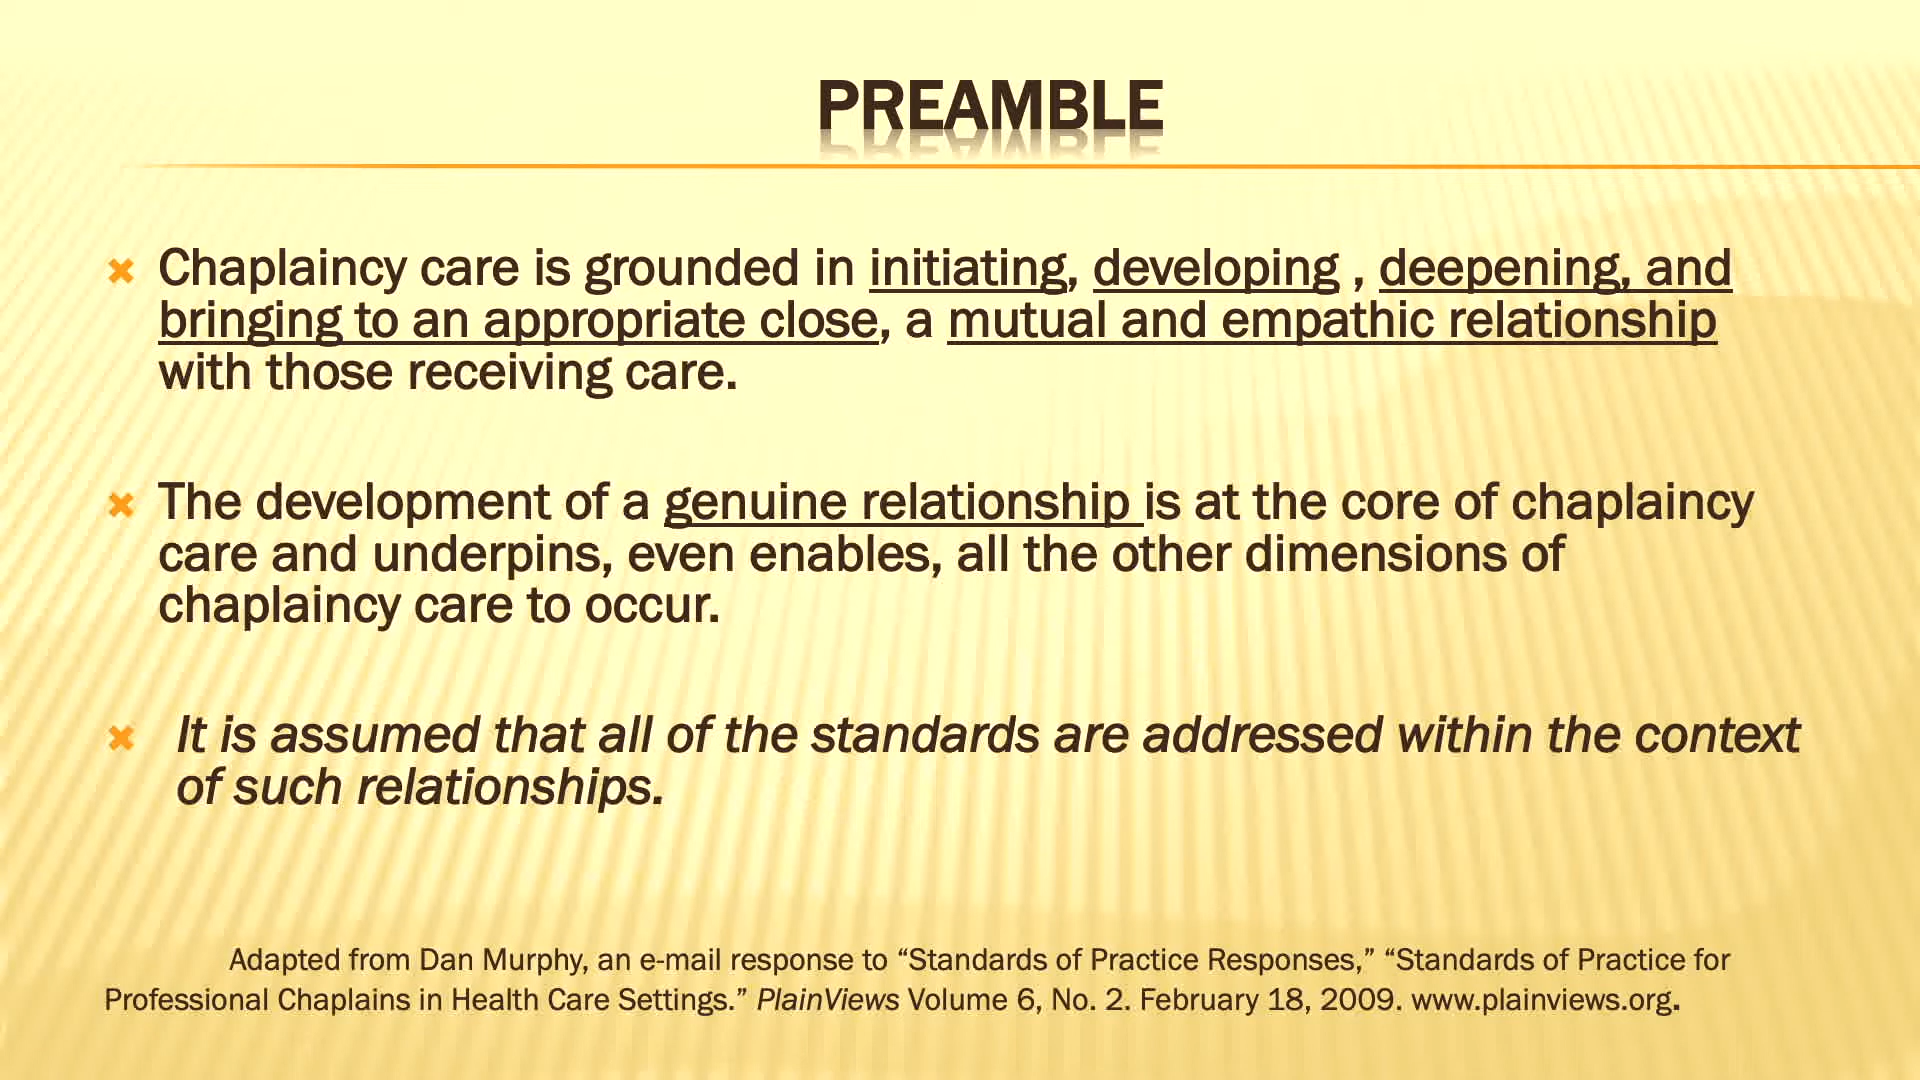 PREAMBLE
Chaplaincy care is grounded in initiating, developing , deepening, and
bringing to an appropriate close, a mutual and empathic relationship
with those receiving care.
The development of a genuine relationship is at the core of chaplaincy
care and underpins, even enables, all the other dimensions of
chaplaincy care to occur.
It is assumed that all of the standards are addressed within the context
of such relationships.
Adapted from Dan Murphy, an e-mail response to “Standards of Practice Responses,” “Standards of Practice for
Professional Chaplains in Health Care Settings.” PlainViews Volume 6, No. 2. February 18, 2009. www.plainviews.org.